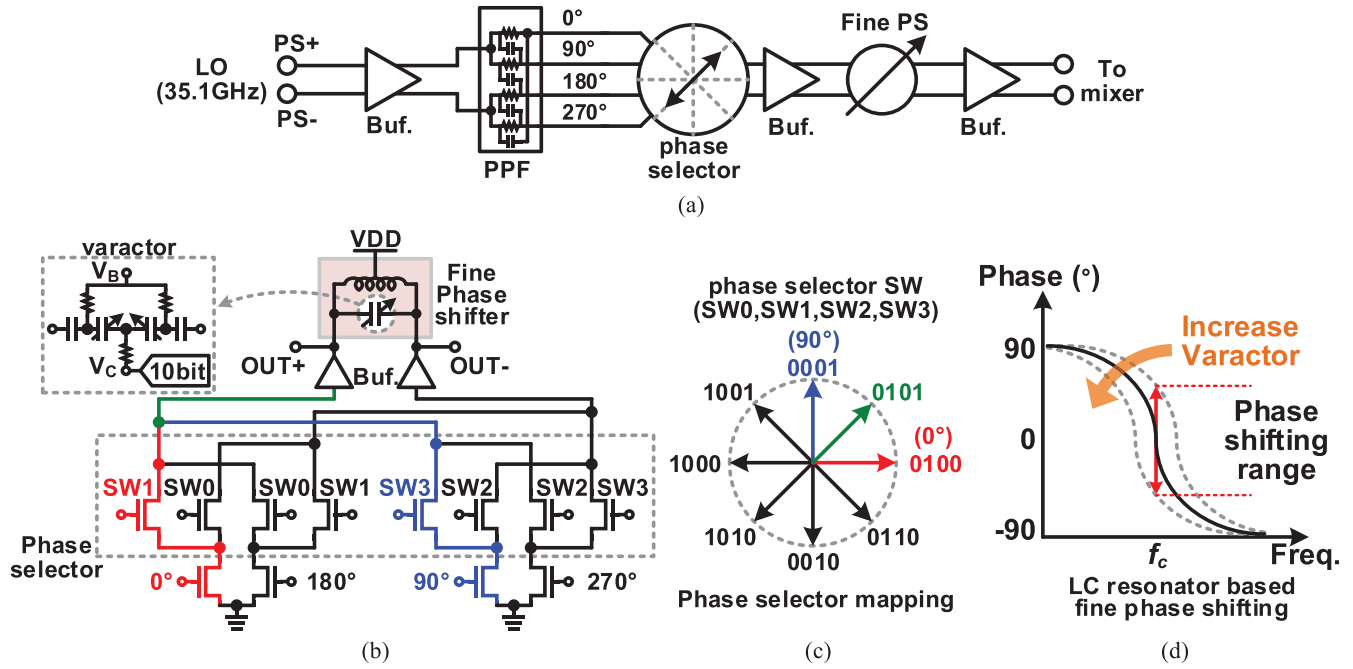 LO
(35.1GHz)
PS+
PS-
Buf.
PPF
0°
90°
180°
270°
phase
selector
Buf.
Fine PS
Buf.
To
mixer
(a)
varactor
VB
VC
10bit
VDD
Fine
Phase
shifter
OUT+
Buf.
OUT-
SW1
SW0
SW0
SW1
SW3
SW2
SW2
SW3
Phase
selector
0°
180°
90°
270°
(b)
phase selector SW
(SW0,SW1,SW2,SW3)
(90°)
0001
1001
0101
(0°)
1000
0100
1010
0110
0010
Phase selector mapping
(c)
Phase (°)
90
0
-90
Increase
Varactor
Phase
shifting
range
fc
Freq.
LC resonator based
fine phase shifting
(d)